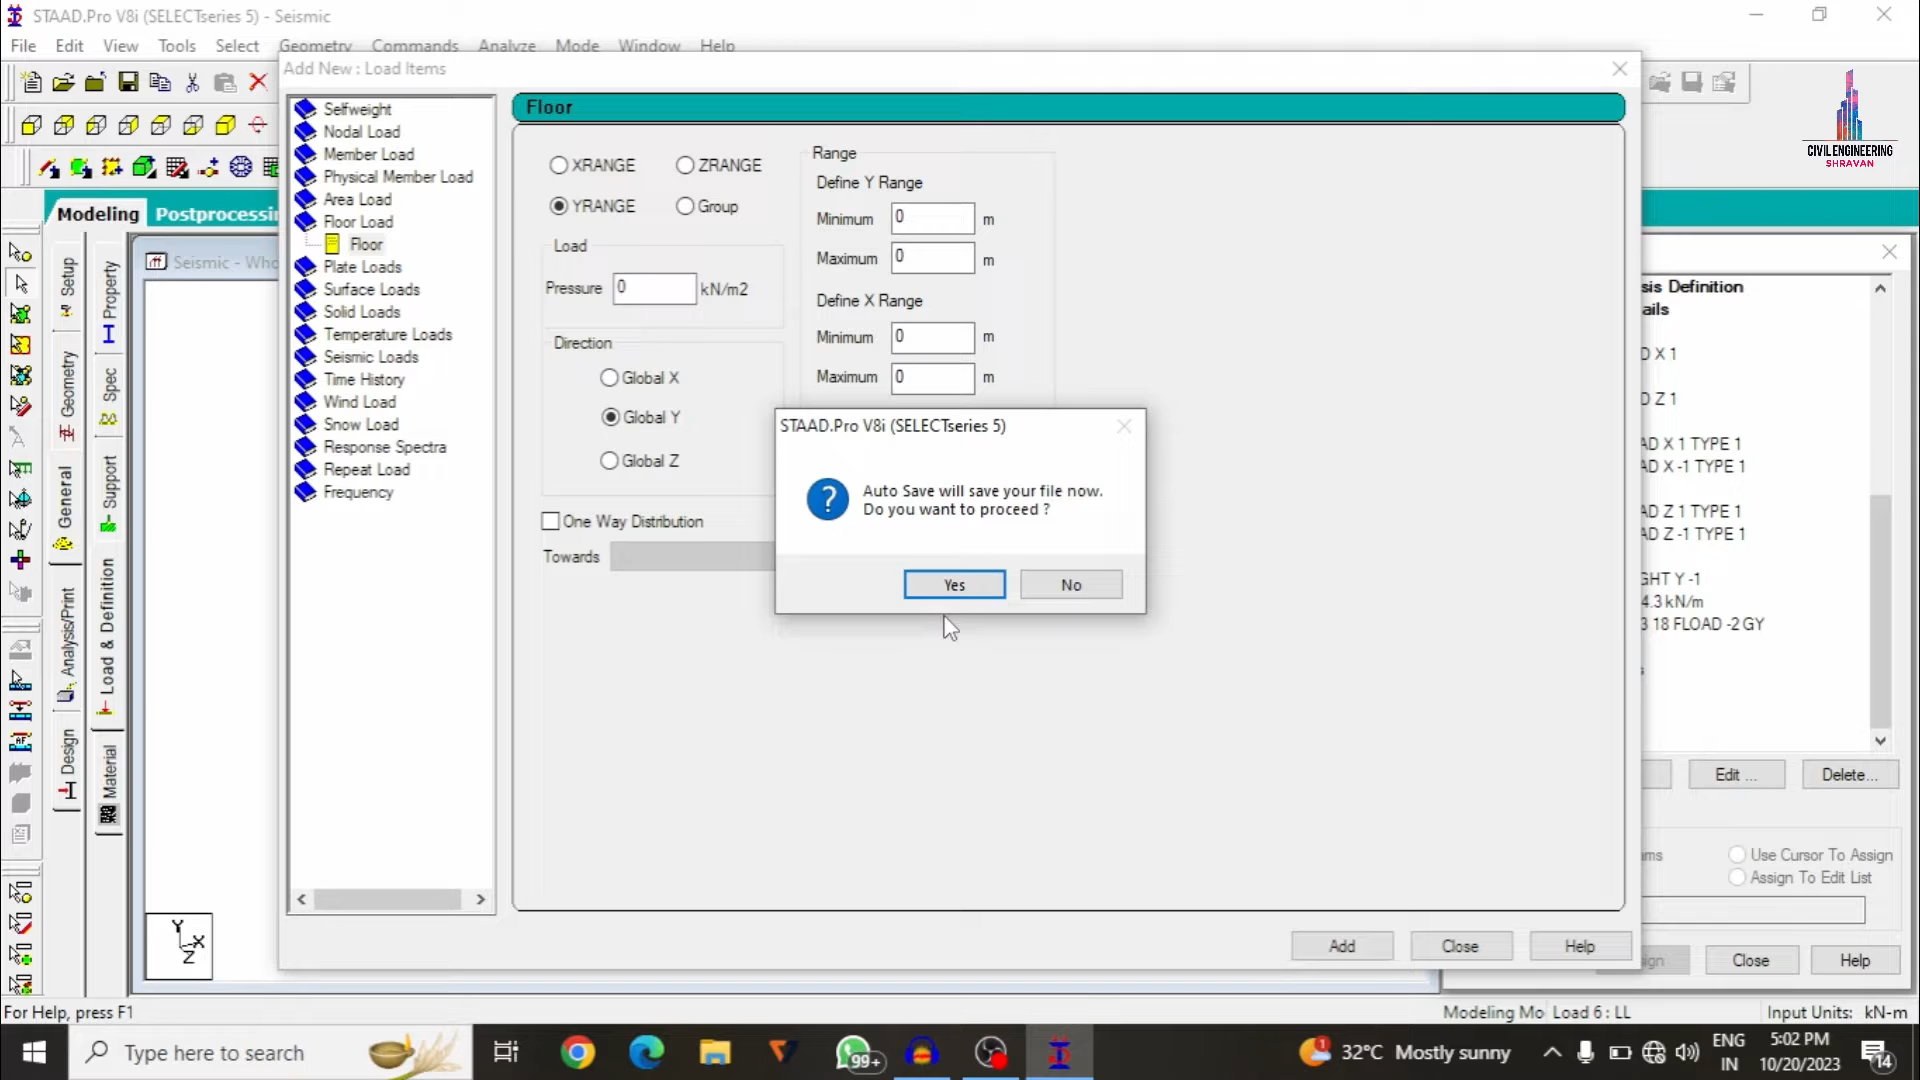 STAAD.Pro V8i (SELECTseries 5) - Seismic
File Edit View Tools Select Geometry Commands Analyze Mode Window Help
Add New : Load Items
CIVIL ENGINEERING
SHRAVAN
Modeling
Postprocessin
Seismic - Who
Setup
Geometry
General
Analysis/Print
Design
Property
Spec
Support
Load & Definition
Material
Selfweight
Nodal Load
Member Load
Physical Member Load
Area Load
Floor Load
Floor
Plate Loads
Surface Loads
Solid Loads
Temperature Loads
Seismic Loads
Time History
Wind Load
Snow Load
Response Spectra
Repeat Load
Frequency
Floor
XRANGE ZRANGE
YRANGE Group
Load
Pressure 0 kN/m2
Direction
Global X
Global Y
Global Z
One Way Distribution
Towards
Range
Define Y Range
Minimum 0 m
Maximum 0 m
Define X Range
Minimum 0 m
Maximum 0 m
STAAD.Pro V8i (SELECTseries 5)
?
Auto Save will save your file now.
Do you want to proceed ?
Yes No
Add Close Help
sis Definition
ails
D X 1
D Z 1
AD X 1 TYPE 1
AD X -1 TYPE 1
AD Z 1 TYPE 1
AD Z -1 TYPE 1
GHT Y -1
4.3 kN/m
3 18 FLOAD -2 GY
Edit ... Delete...
Use Cursor To Assign
Assign To Edit List
gn Close Help
Y
X
Z
For Help, press F1
Modeling Mo Load 6 : LL Input Units: kN-m
Type here to search
99+
1
32°C Mostly sunny
ENG
IN
5:02 PM
10/20/2023
14